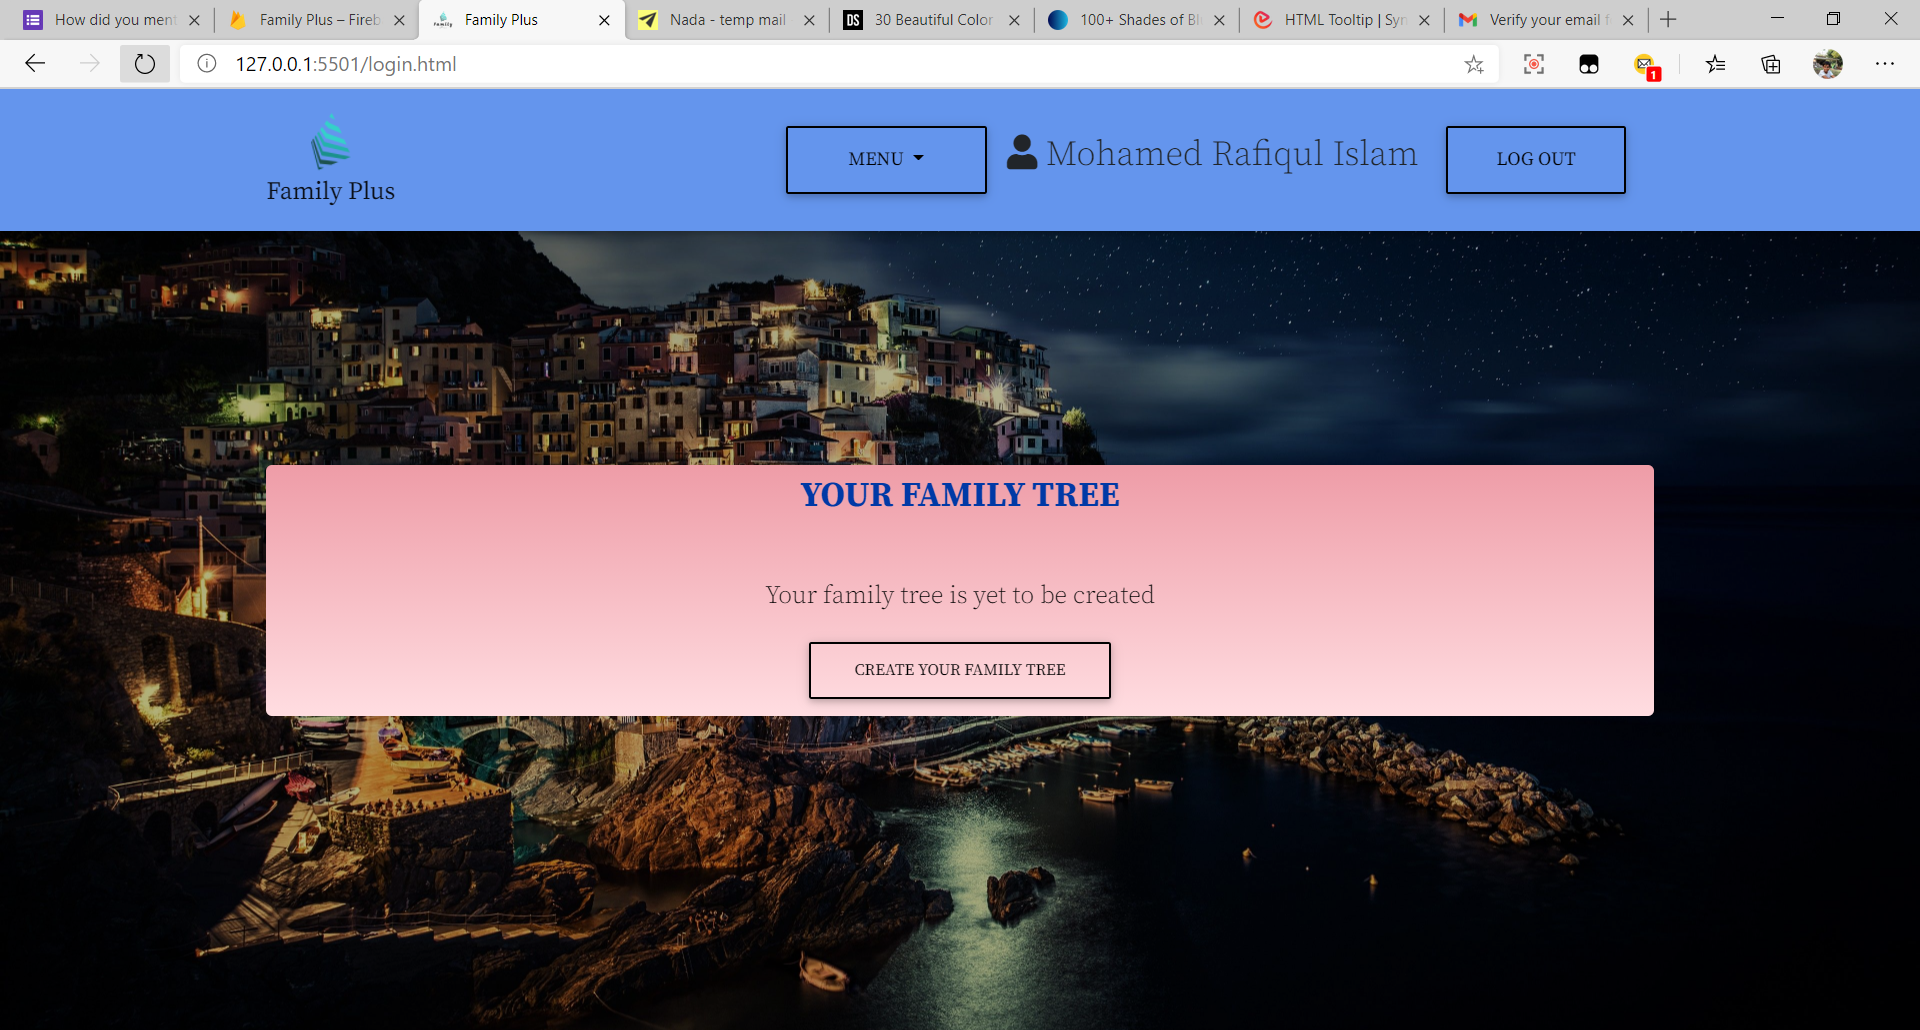 How did you ment
Family Plus – Fireb
Family Plus
Nada - temp mail
DS
30 Beautiful Color
100+ Shades of Bl
HTML Tooltip | Syn
Verify your email f
127.0.0.1:5501/login.html
1
Family Plus
MENU
Mohamed Rafiqul Islam
LOG OUT
YOUR FAMILY TREE
Your family tree is yet to be created
CREATE YOUR FAMILY TREE